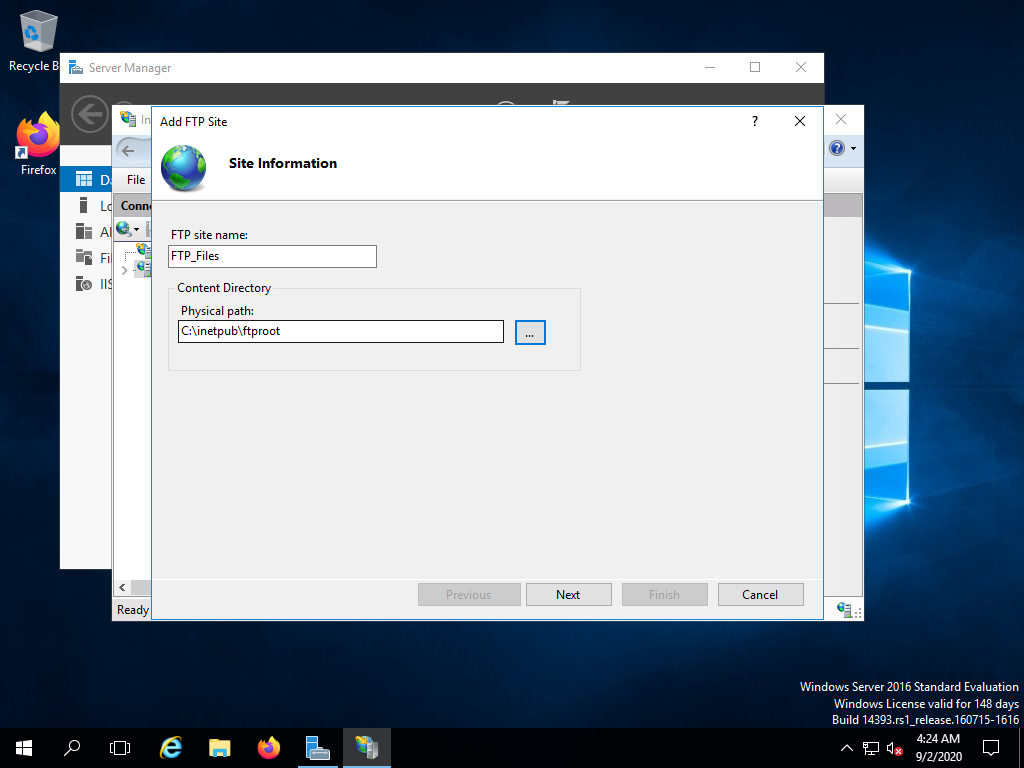 Recycle B
Server Manager
Firefox
In
Add FTP Site
?
Site Information
File
Conne
D
Lo
Al
Fi
IIS
FTP site name:
FTP_Files
Content Directory
Physical path:
C:\inetpub\ftproot
...
Previous
Next
Finish
Cancel
Ready
Windows Server 2016 Standard Evaluation
Windows License valid for 148 days
Build 14393.rs1_release.160715-1616
4:24 AM
9/2/2020